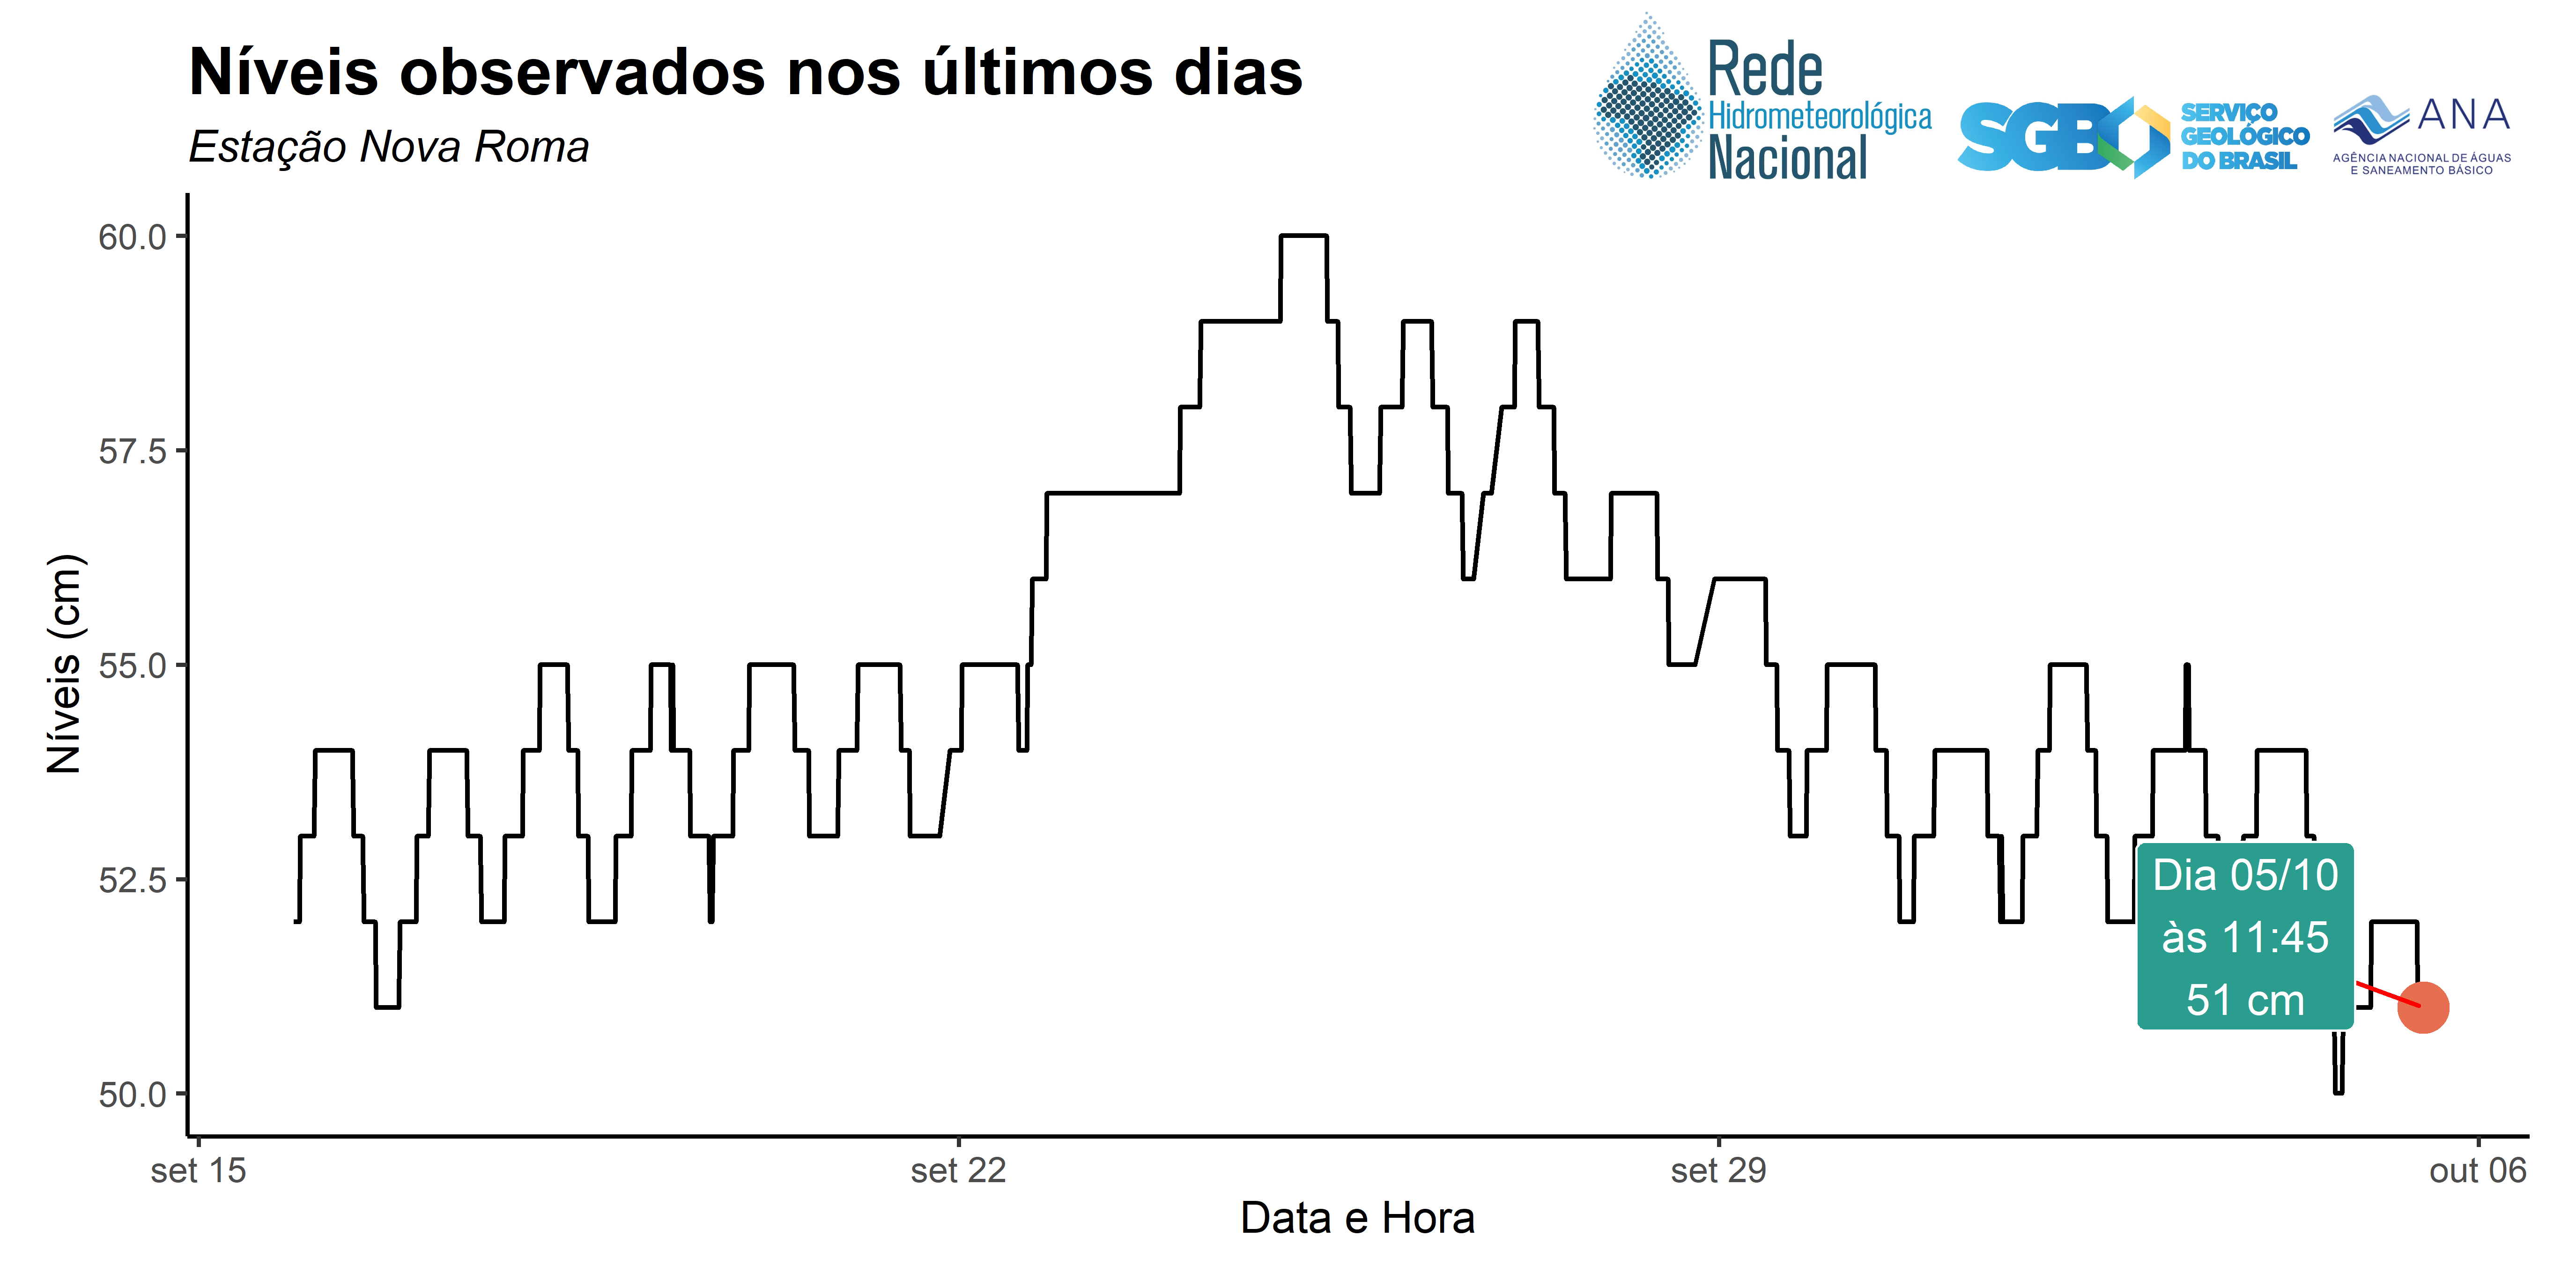 Níveis observados nos últimos dias
Estação Nova Roma
Rede
Hidrometeorológica
Nacional
SGB
SERVIÇO
GEOLÓGICO
DO BRASIL
ANA
AGÊNCIA NACIONAL DE ÁGUAS
E SANEAMENTO BÁSICO
60.0
57.5
55.0
52.5
50.0
Níveis (cm)
Dia 05/10
às 11:45
51 cm
set 15
set 22
set 29
out 06
Data e Hora